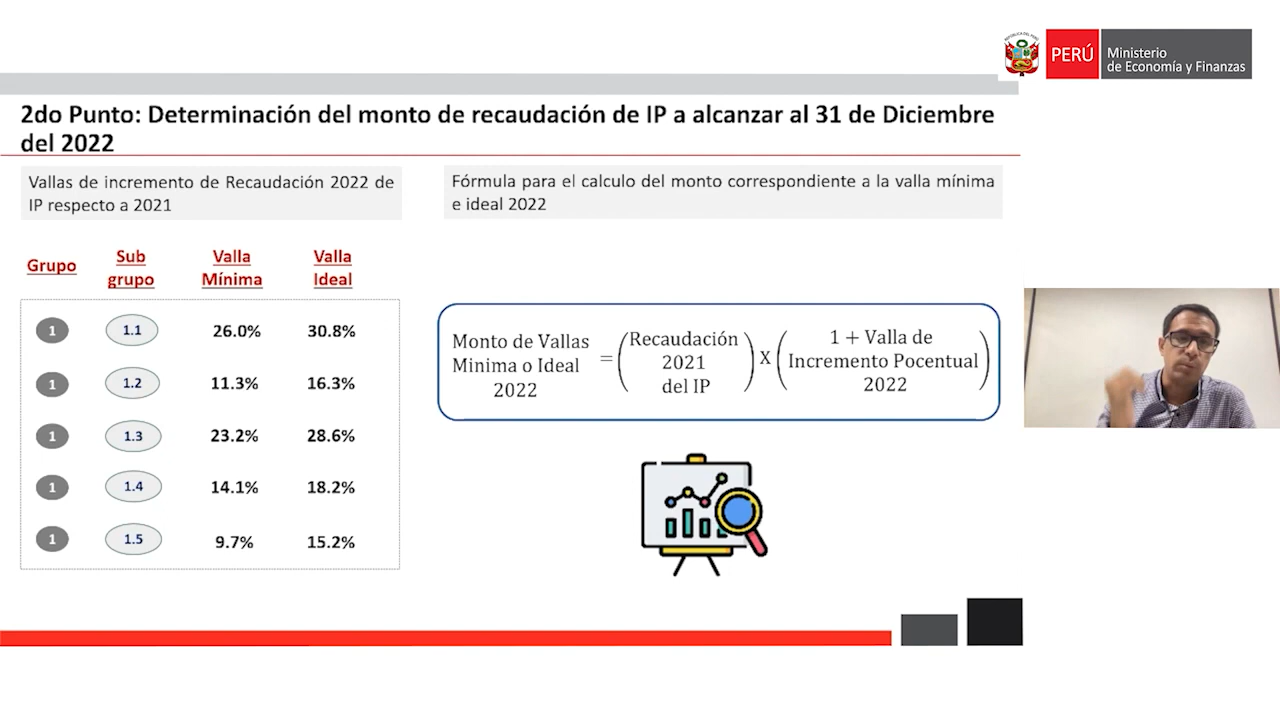 PERÚ
Ministerio
de Economía y Finanzas
2do Punto: Determinación del monto de recaudación de IP a alcanzar al 31 de Diciembre
del 2022
Vallas de incremento de Recaudación 2022 de
IP respecto a 2021
Grupo Sub grupo Valla Mínima Valla Ideal
1 1.1 26.0% 30.8%
1 1.2 11.3% 16.3%
1 1.3 23.2% 28.6%
1 1.4 14.1% 18.2%
1 1.5 9.7% 15.2%
Fórmula para el calculo del monto correspondiente a la valla mínima
e ideal 2022
Monto de Vallas
Minima o Ideal
2022
=
(Recaudación
2021
del IP)
X
(1 + Valla de
Incremento Pocentual
2022)